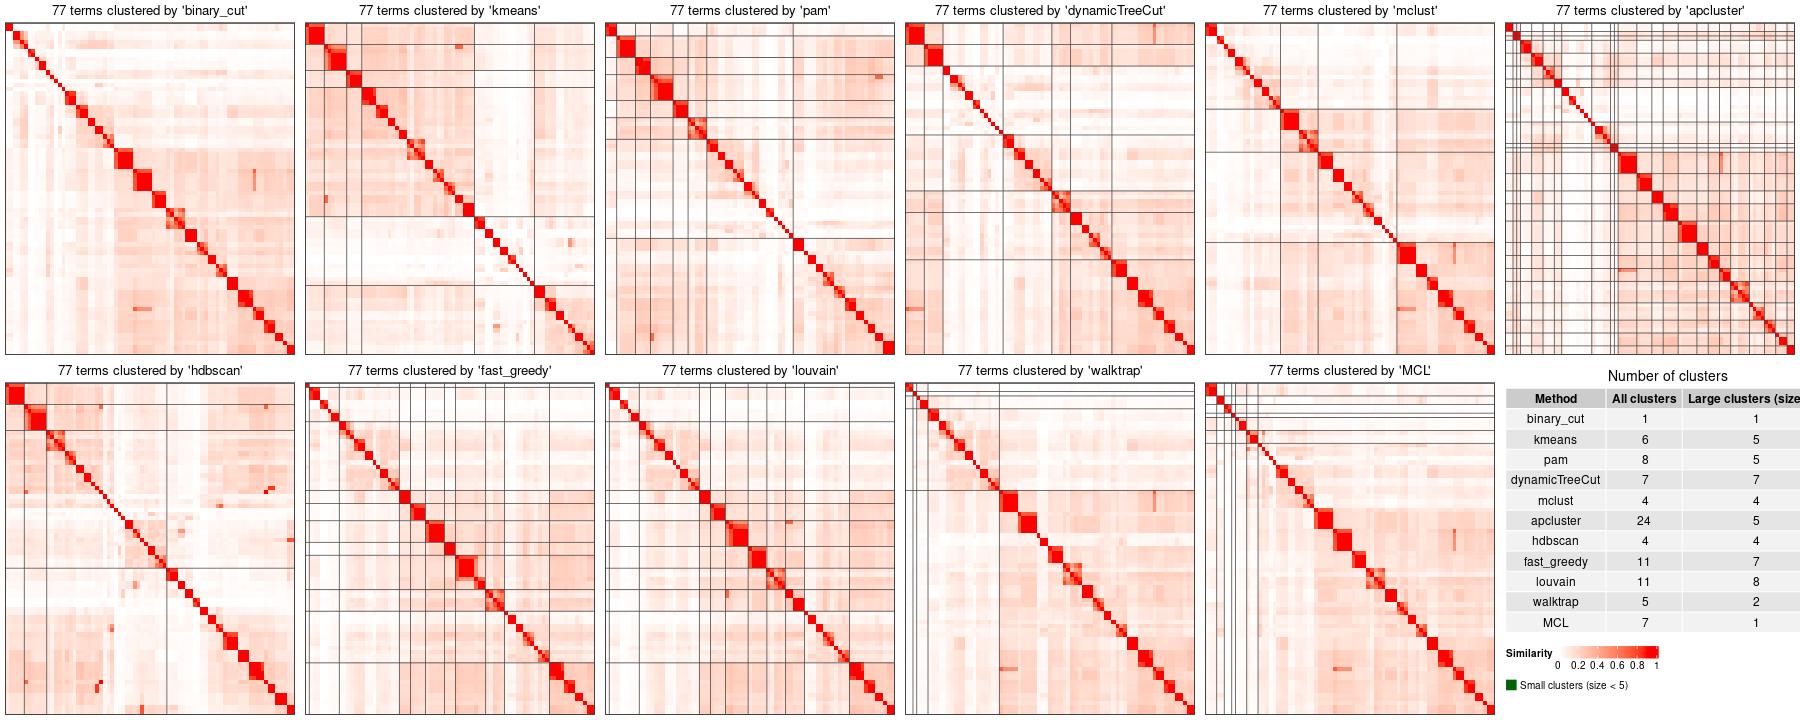 77 terms clustered by 'binary_cut'
77 terms clustered by 'kmeans'
77 terms clustered by 'pam'
77 terms clustered by 'dynamicTreeCut'
77 terms clustered by 'mclust'
77 terms clustered by 'apcluster'
77 terms clustered by 'hdbscan'
77 terms clustered by 'fast_greedy'
77 terms clustered by 'louvain'
77 terms clustered by 'walktrap'
77 terms clustered by 'MCL'
Number of clusters
Method All clusters Large clusters (size
binary_cut 1 1
kmeans 6 5
pam 8 5
dynamicTreeCut 7 7
mclust 4 4
apcluster 24 5
hdbscan 4 4
fast_greedy 11 7
louvain 11 8
walktrap 5 2
MCL 7 1
Similarity
0 0.2 0.4 0.6 0.8 1
Small clusters (size < 5)